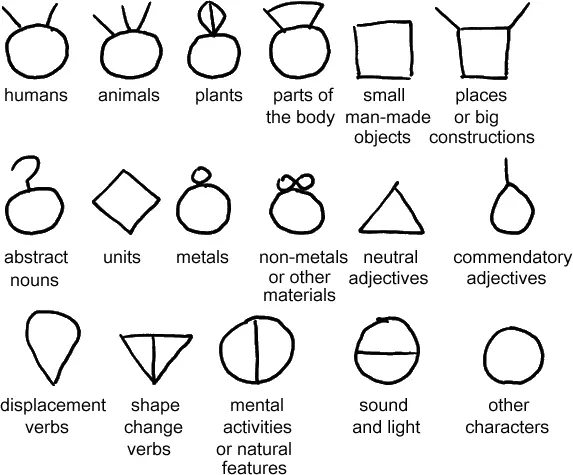 humans
animals
plants
parts of
the body
small
man-made
objects
places
or big
constructions
abstract
nouns
units
metals
non-metals
or other
materials
neutral
adjectives
commendatory
adjectives
displacement
verbs
shape
change
verbs
mental
activities
or natural
features
sound
and light
other
characters